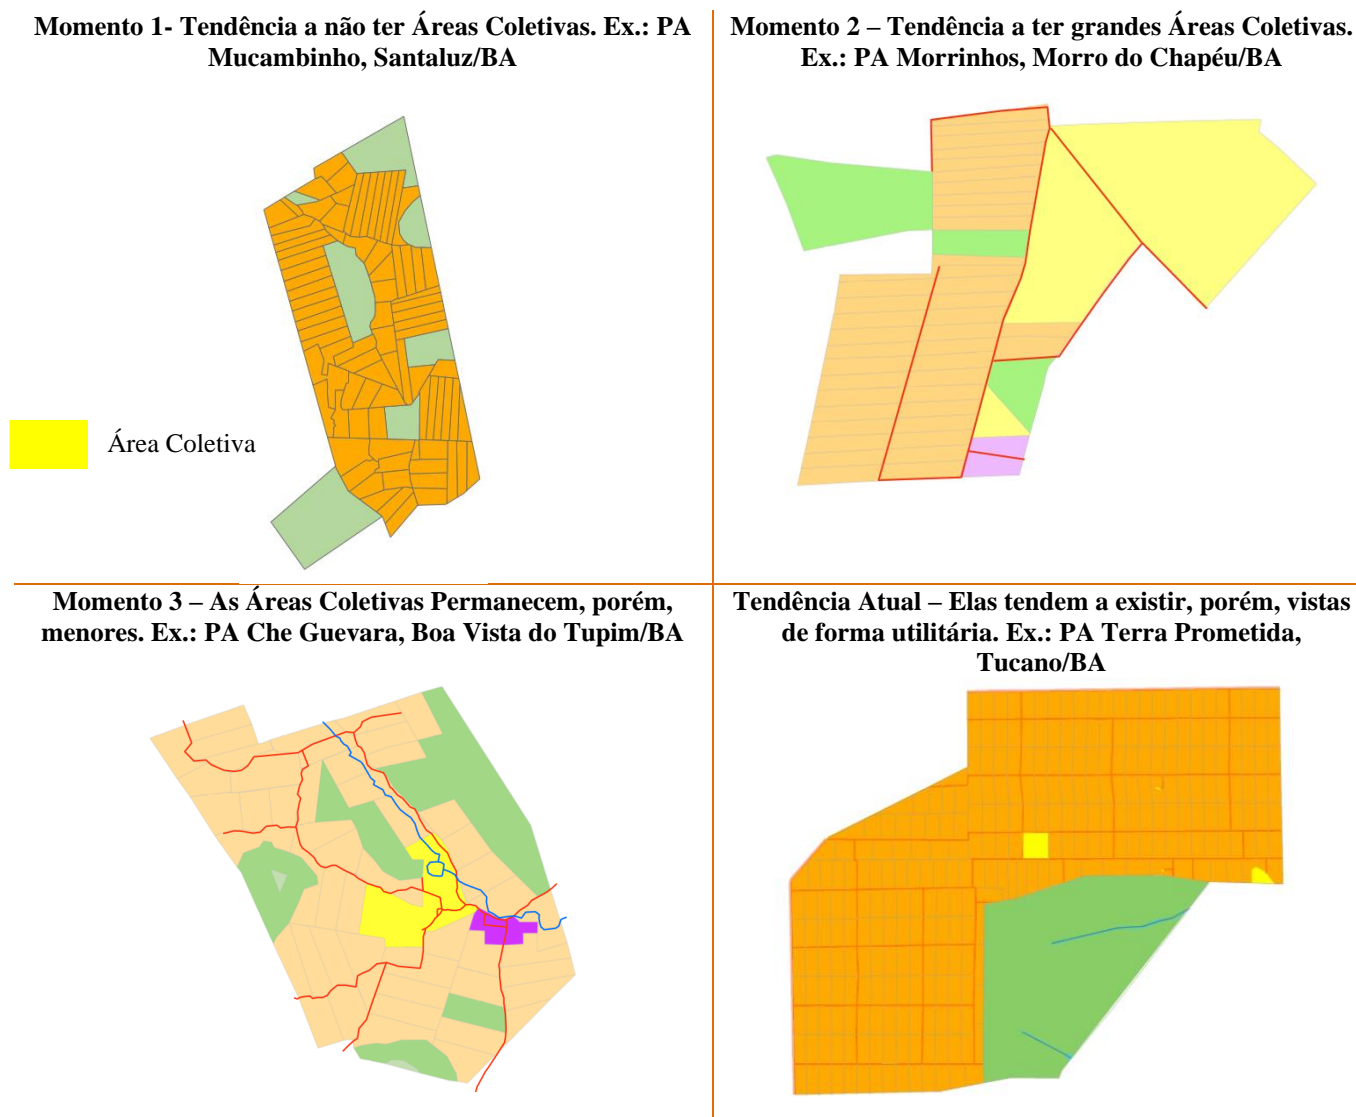 Momento 1- Tendência a não ter Áreas Coletivas. Ex.: PA
Mucambinho, Santaluz/BA
Momento 2 – Tendência a ter grandes Áreas Coletivas.
Ex.: PA Morrinhos, Morro do Chapéu/BA
Área Coletiva
Momento 3 – As Áreas Coletivas Permanecem, porém,
menores. Ex.: PA Che Guevara, Boa Vista do Tupim/BA
Tendência Atual – Elas tendem a existir, porém, vistas
de forma utilitária. Ex.: PA Terra Prometida,
Tucano/BA